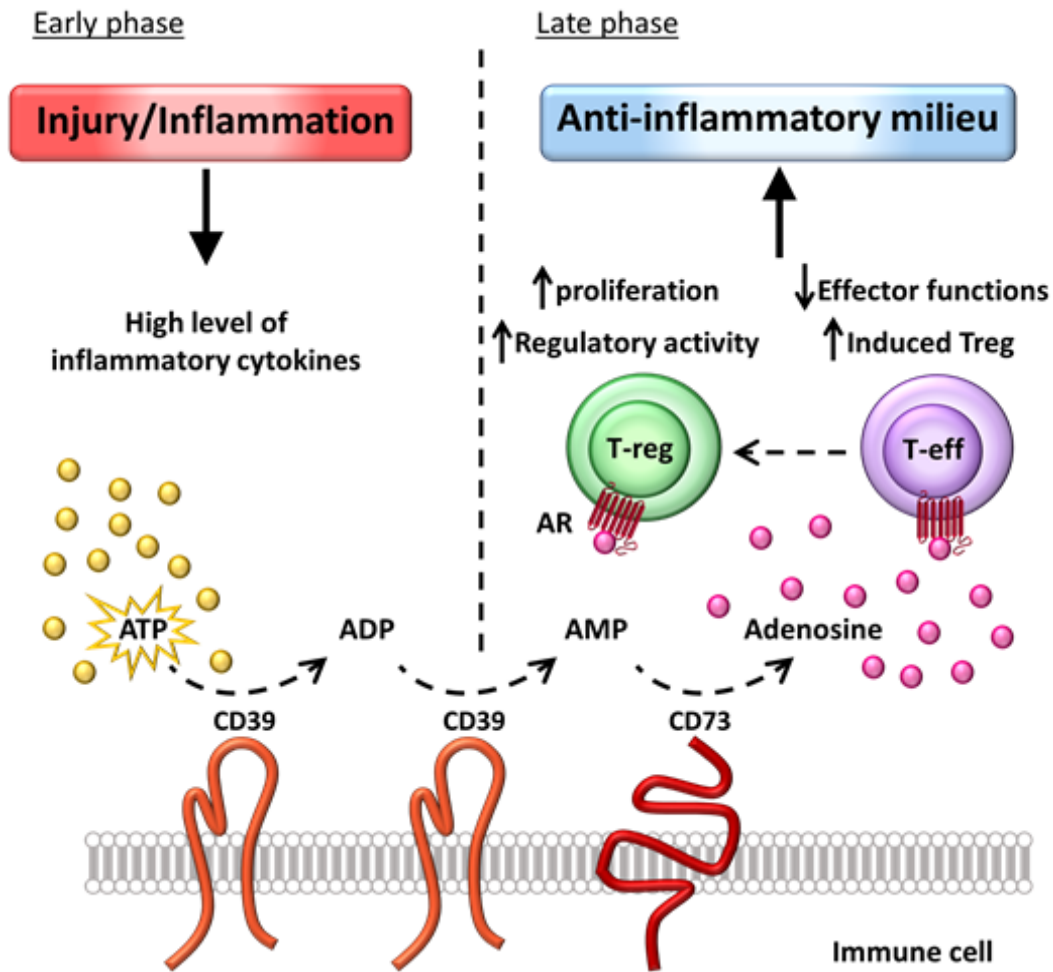 Early phase
Late phase
Injury/Inflammation
Anti-inflammatory milieu
High level of
inflammatory cytokines
↑proliferation
↑Regulatory activity
↓Effector functions
↑Induced Treg
T-reg
T-eff
AR
ATP
ADP
AMP
Adenosine
CD39
CD39
CD73
Immune cell